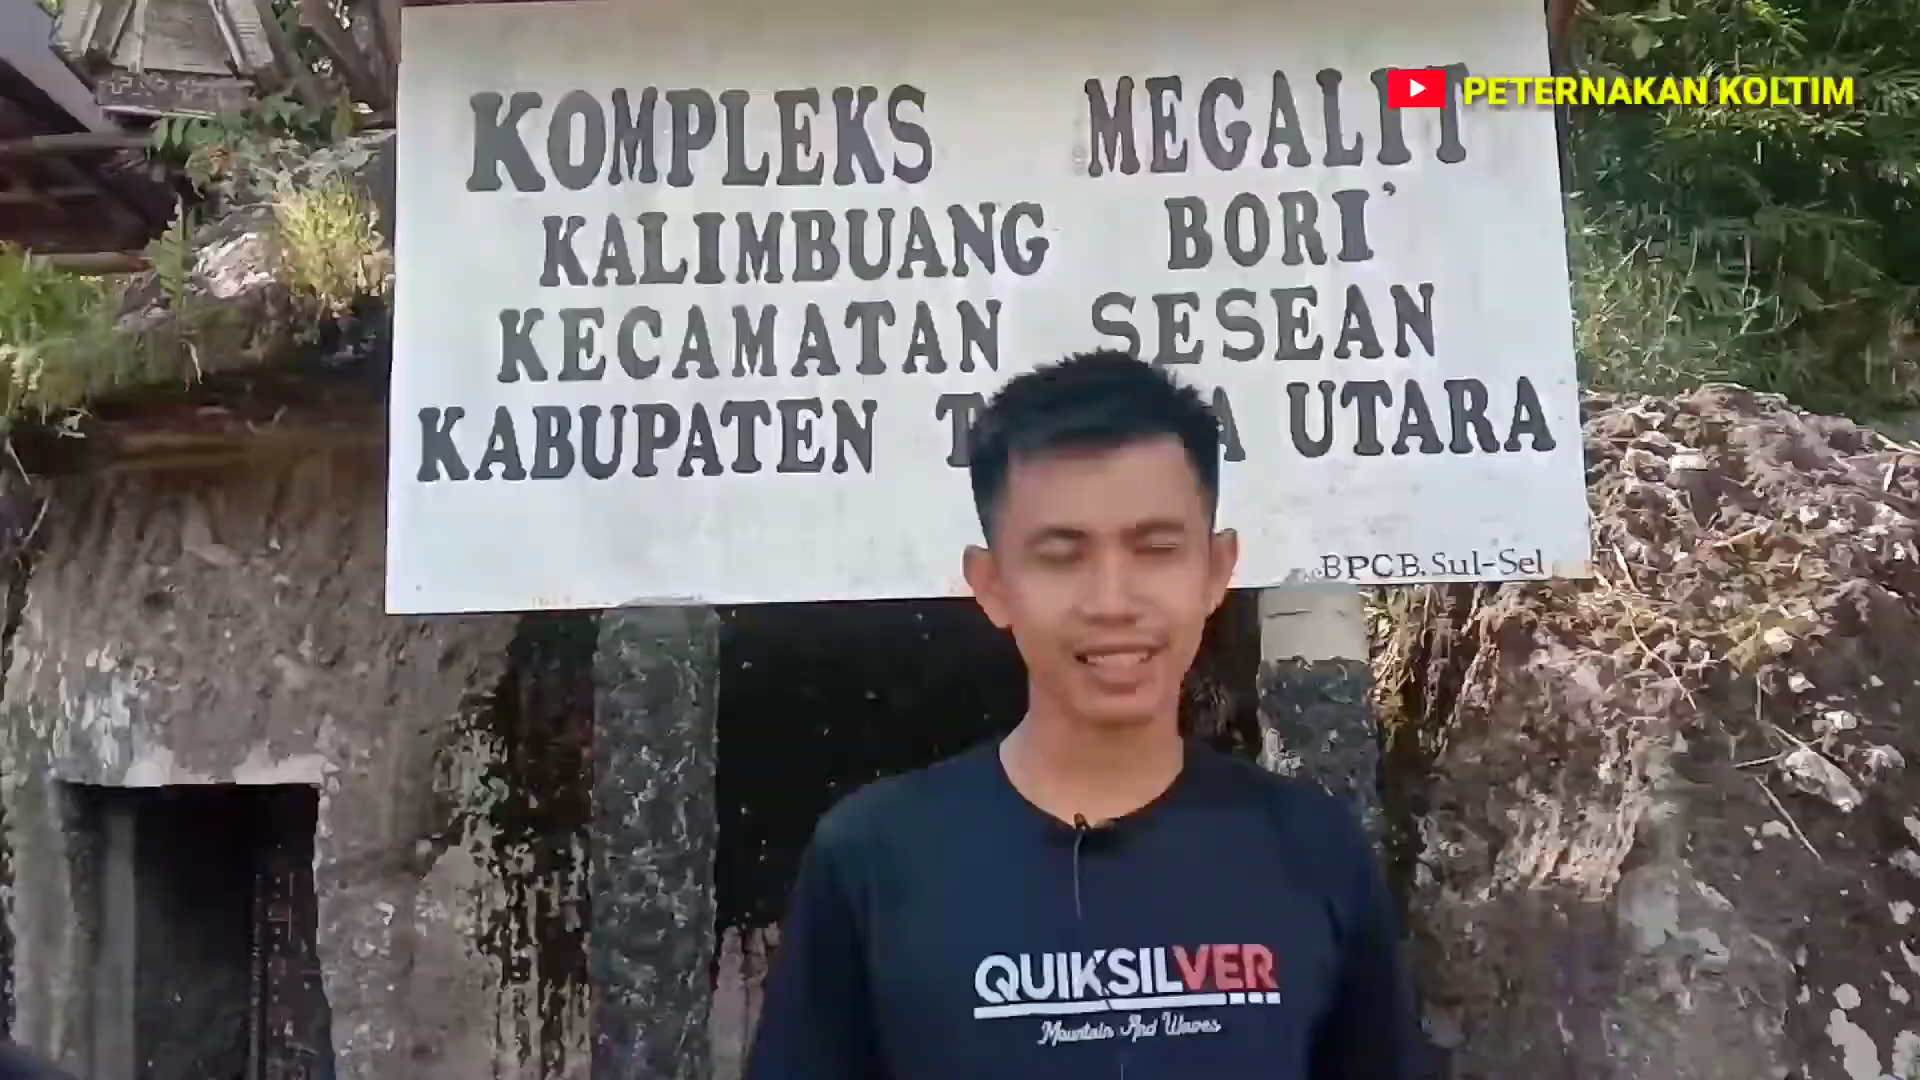 PETERNAKAN KOLTIM
KOMPLEKS MEGALIT
KALIMBUANG BORI'
KECAMATAN SESEAN
KABUPATEN UTARA
BPCB.Sul-Sel
QUIKSILVER
Mountain And Waves